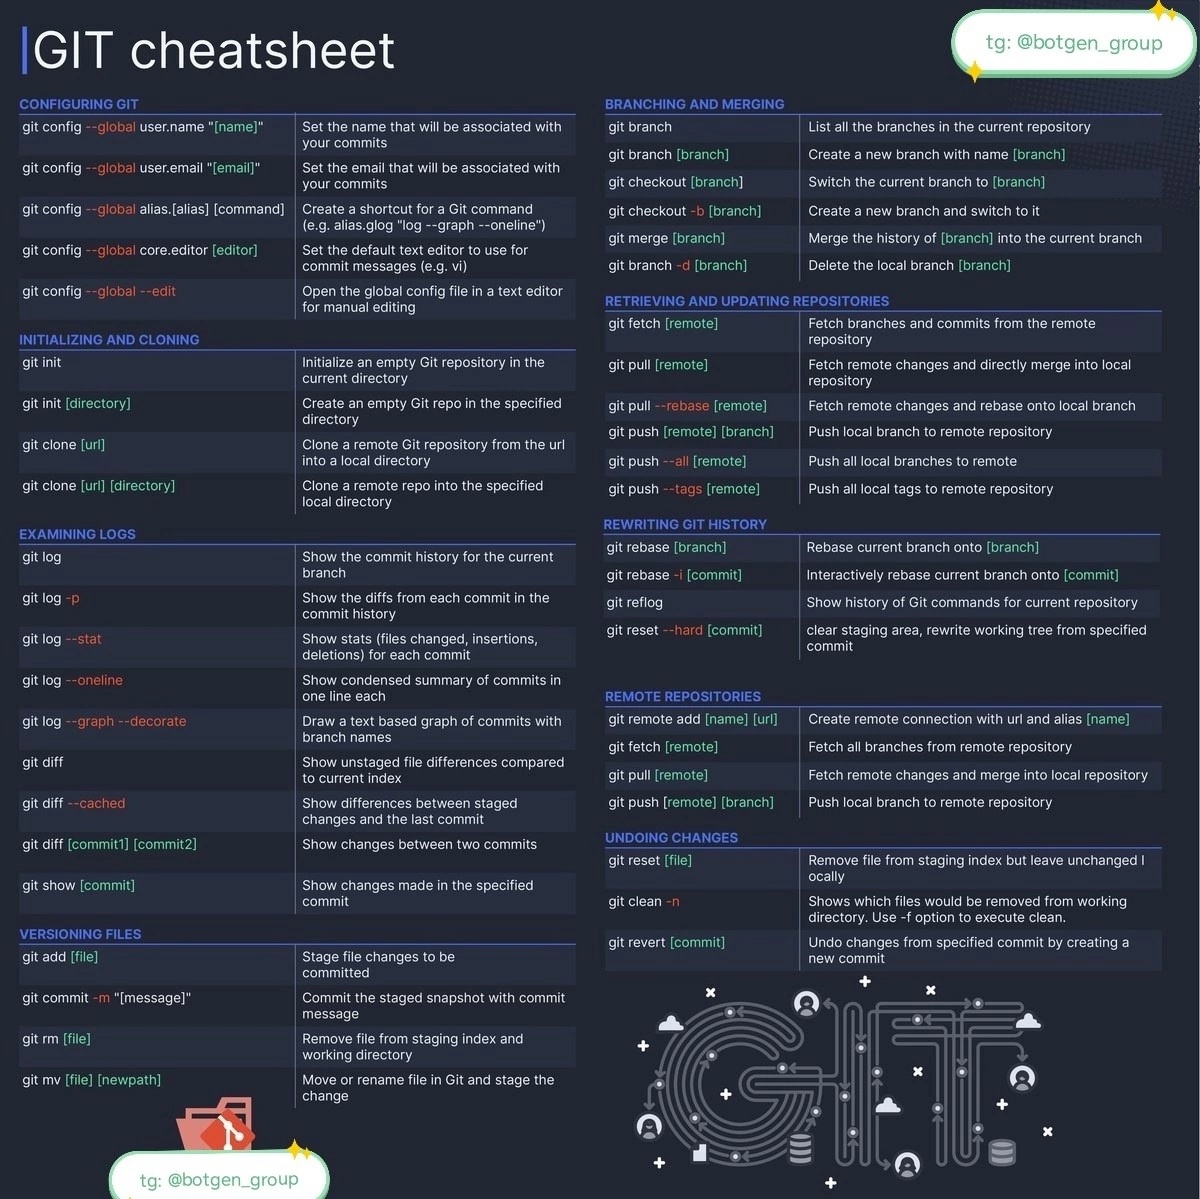 GIT cheatsheet
tg: @botgen_group
CONFIGURING GIT
git config --global user.name "[name]"
Set the name that will be associated with
your commits
git config --global user.email "[email]"
Set the email that will be associated with
your commits
git config --global alias.[alias] [command]
Create a shortcut for a Git command
(e.g. alias.glog "log --graph --oneline")
git config --global core.editor [editor]
Set the default text editor to use for
commit messages (e.g. vi)
git config --global --edit
Open the global config file in a text editor
for manual editing
INITIALIZING AND CLONING
git init
Initialize an empty Git repository in the
current directory
git init [directory]
Create an empty Git repo in the specified
directory
git clone [url]
Clone a remote Git repository from the url
into a local directory
git clone [url] [directory]
Clone a remote repo into the specified
local directory
EXAMINING LOGS
git log
Show the commit history for the current
branch
git log -p
Show the diffs from each commit in the
commit history
git log --stat
Show stats (files changed, insertions,
deletions) for each commit
git log --oneline
Show condensed summary of commits in
one line each
git log --graph --decorate
Draw a text based graph of commits with
branch names
git diff
Show unstaged file differences compared
to current index
git diff --cached
Show differences between staged
changes and the last commit
git diff [commit1] [commit2]
Show changes between two commits
git show [commit]
Show changes made in the specified
commit
VERSIONING FILES
git add [file]
Stage file changes to be
committed
git commit -m "[message]"
Commit the staged snapshot with commit
message
git rm [file]
Remove file from staging index and
working directory
git mv [file] [newpath]
Move or rename file in Git and stage the
change
tg: @botgen_group
BRANCHING AND MERGING
git branch
List all the branches in the current repository
git branch [branch]
Create a new branch with name [branch]
git checkout [branch]
Switch the current branch to [branch]
git checkout -b [branch]
Create a new branch and switch to it
git merge [branch]
Merge the history of [branch] into the current branch
git branch -d [branch]
Delete the local branch [branch]
RETRIEVING AND UPDATING REPOSITORIES
git fetch [remote]
Fetch branches and commits from the remote
repository
git pull [remote]
Fetch remote changes and directly merge into local
repository
git pull --rebase [remote]
Fetch remote changes and rebase onto local branch
git push [remote] [branch]
Push local branch to remote repository
git push --all [remote]
Push all local branches to remote
git push --tags [remote]
Push all local tags to remote repository
REWRITING GIT HISTORY
git rebase [branch]
Rebase current branch onto [branch]
git rebase -i [commit]
Interactively rebase current branch onto [commit]
git reflog
Show history of Git commands for current repository
git reset --hard [commit]
clear staging area, rewrite working tree from specified
commit
REMOTE REPOSITORIES
git remote add [name] [url]
Create remote connection with url and alias [name]
git fetch [remote]
Fetch all branches from remote repository
git pull [remote]
Fetch remote changes and merge into local repository
git push [remote] [branch]
Push local branch to remote repository
UNDOING CHANGES
git reset [file]
Remove file from staging index but leave unchanged l
ocally
git clean -n
Shows which files would be removed from working
directory. Use -f option to execute clean.
git revert [commit]
Undo changes from specified commit by creating a
new commit
GIT